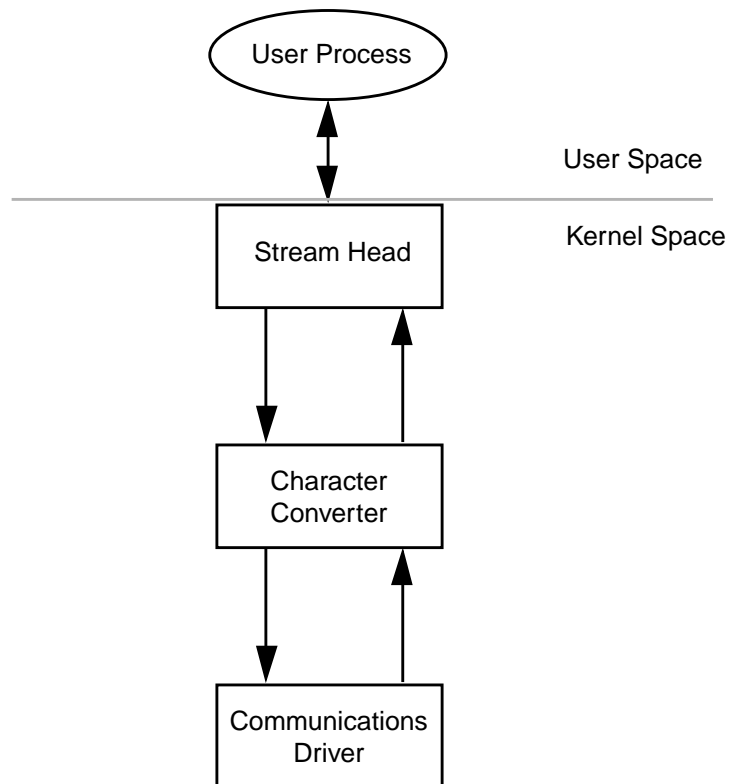 User Process
User Space
Kernel Space
Stream Head
Character
Converter
Communications
Driver